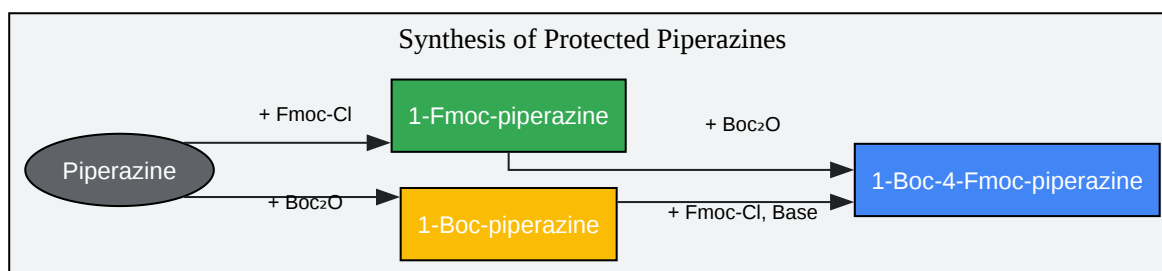 Synthesis of Protected Piperazines
+ Fmoc-Cl
1-Fmoc-piperazine
+ Boc₂O
Piperazine
1-Boc-4-Fmoc-piperazine
+ Boc₂O
1-Boc-piperazine
+ Fmoc-Cl, Base